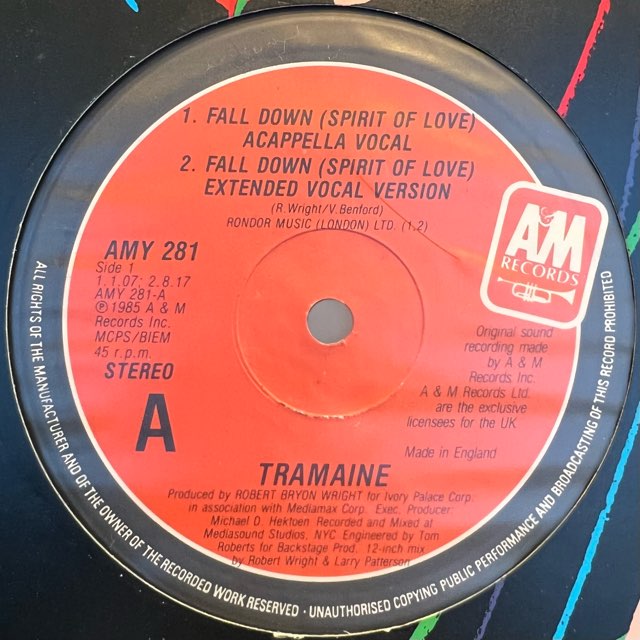 1. FALL DOWN (SPIRIT OF LOVE)
ACAPPELLA VOCAL
2. FALL DOWN (SPIRIT OF LOVE)
EXTENDED VOCAL VERSION
(R.Wright/V.Benford)
RONDOR MUSIC (LONDON) LTD. (1,2)
A&M
RECORDS
AMY 281
Side 1
1. 1.07; 2. 8.17
AMY 281-A
℗ 1985 A & M
Records Inc.
MCPS/BIEM
45 r.p.m.
STEREO
A
Original sound
recording made
by A & M
Records Inc.
A & M Records Ltd.
are the exclusive
licensees for the UK
Made in England
TRAMAINE
Produced by ROBERT BRYON WRIGHT for Ivory Palace Corp.
in association with Mediamax Corp. Exec. Producer:
Michael D. Hektoen Recorded and Mixed at
Mediasound Studios, NYC Engineered by Tom
Roberts for Backstage Prod. 12-inch mix
by Robert Wright & Larry Patterson
ALL RIGHTS OF THE MANUFACTURER AND OF THE OWNER OF THE RECORDED WORK RESERVED · UNAUTHORISED COPYING PUBLIC PERFORMANCE AND BROADCASTING OF THIS RECORD PROHIBITED